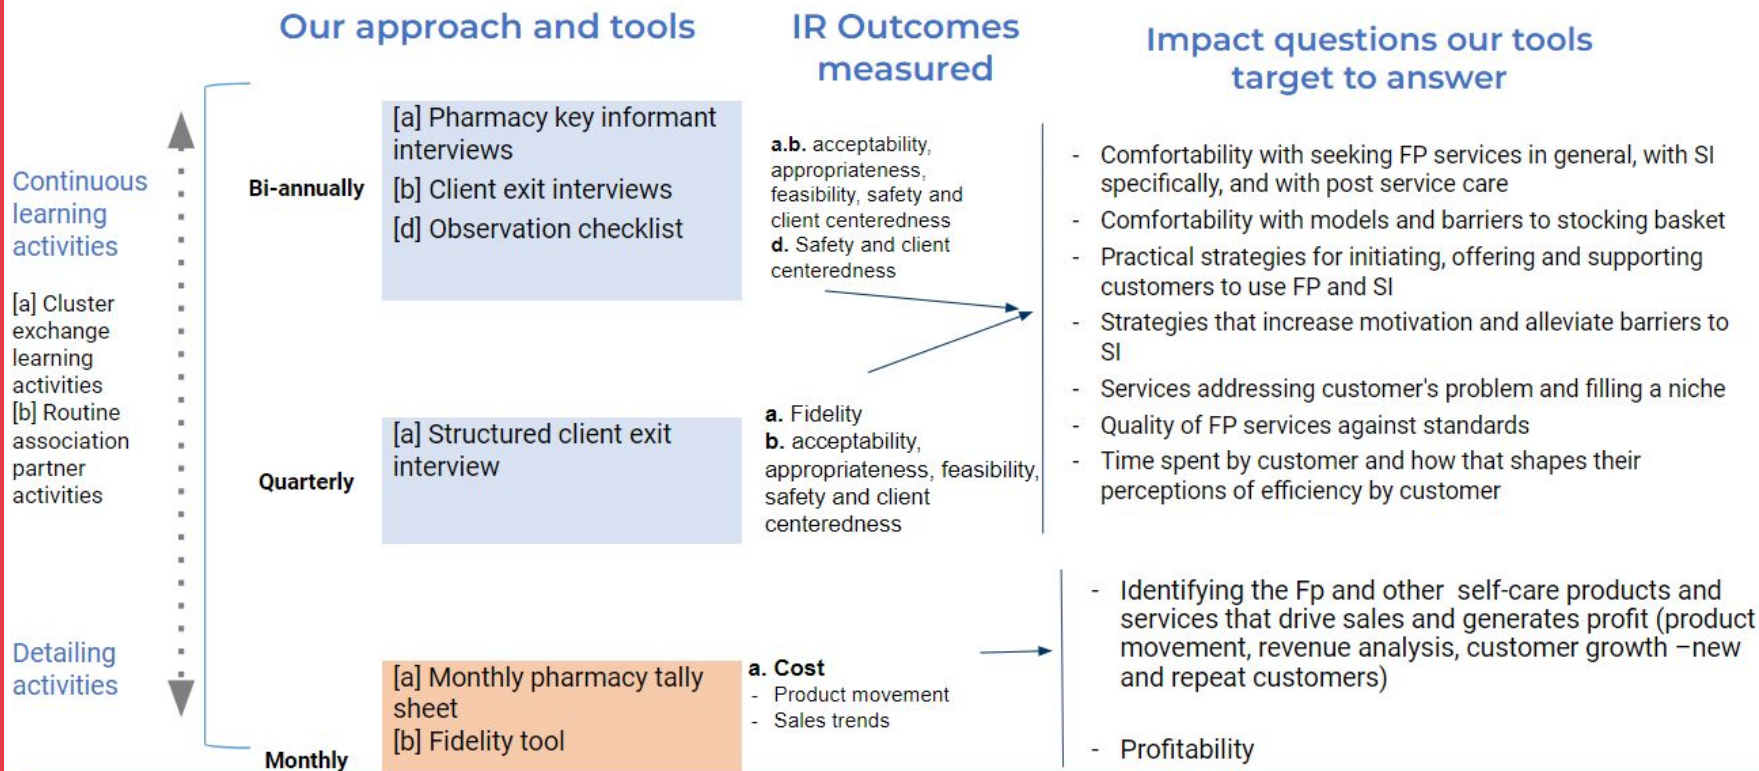 Our approach and tools
IR Outcomes
measured
Impact questions our tools
target to answer
Continuous
learning
activities
[a] Cluster
exchange
learning
activities
[b] Routine
association
partner
activities
Detailing
activities
Bi-annually
[a] Pharmacy key informant
interviews
[b] Client exit interviews
[d] Observation checklist
a.b. acceptability,
appropriateness,
feasibility, safety and
client centeredness
d. Safety and client
centeredness
- Comfortability with seeking FP services in general, with SI
specifically, and with post service care
- Comfortability with models and barriers to stocking basket
- Practical strategies for initiating, offering and supporting
customers to use FP and SI
- Strategies that increase motivation and alleviate barriers to
SI
- Services addressing customer's problem and filling a niche
- Quality of FP services against standards
- Time spent by customer and how that shapes their
perceptions of efficiency by customer
Quarterly
[a] Structured client exit
interview
a. Fidelity
b. acceptability,
appropriateness, feasibility,
safety and client
centeredness
Monthly
[a] Monthly pharmacy tally
sheet
[b] Fidelity tool
a. Cost
- Product movement
- Sales trends
- Identifying the Fp and other self-care products and
services that drive sales and generates profit (product
movement, revenue analysis, customer growth –new
and repeat customers)
- Profitability